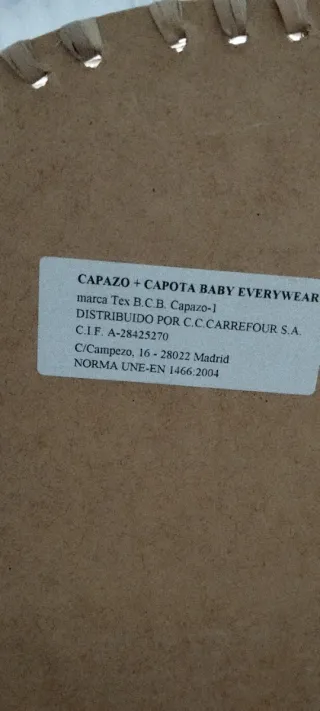 CAPAZO + CAPOTA BABY EVERYWEAR
marca Tex B.C.B. Capazo-1
DISTRIBUIDO POR C.C.CARREFOUR S.A.
C.I.F. A-28425270
C/Campezo, 16 - 28022 Madrid
NORMA UNE-EN 1466:2004